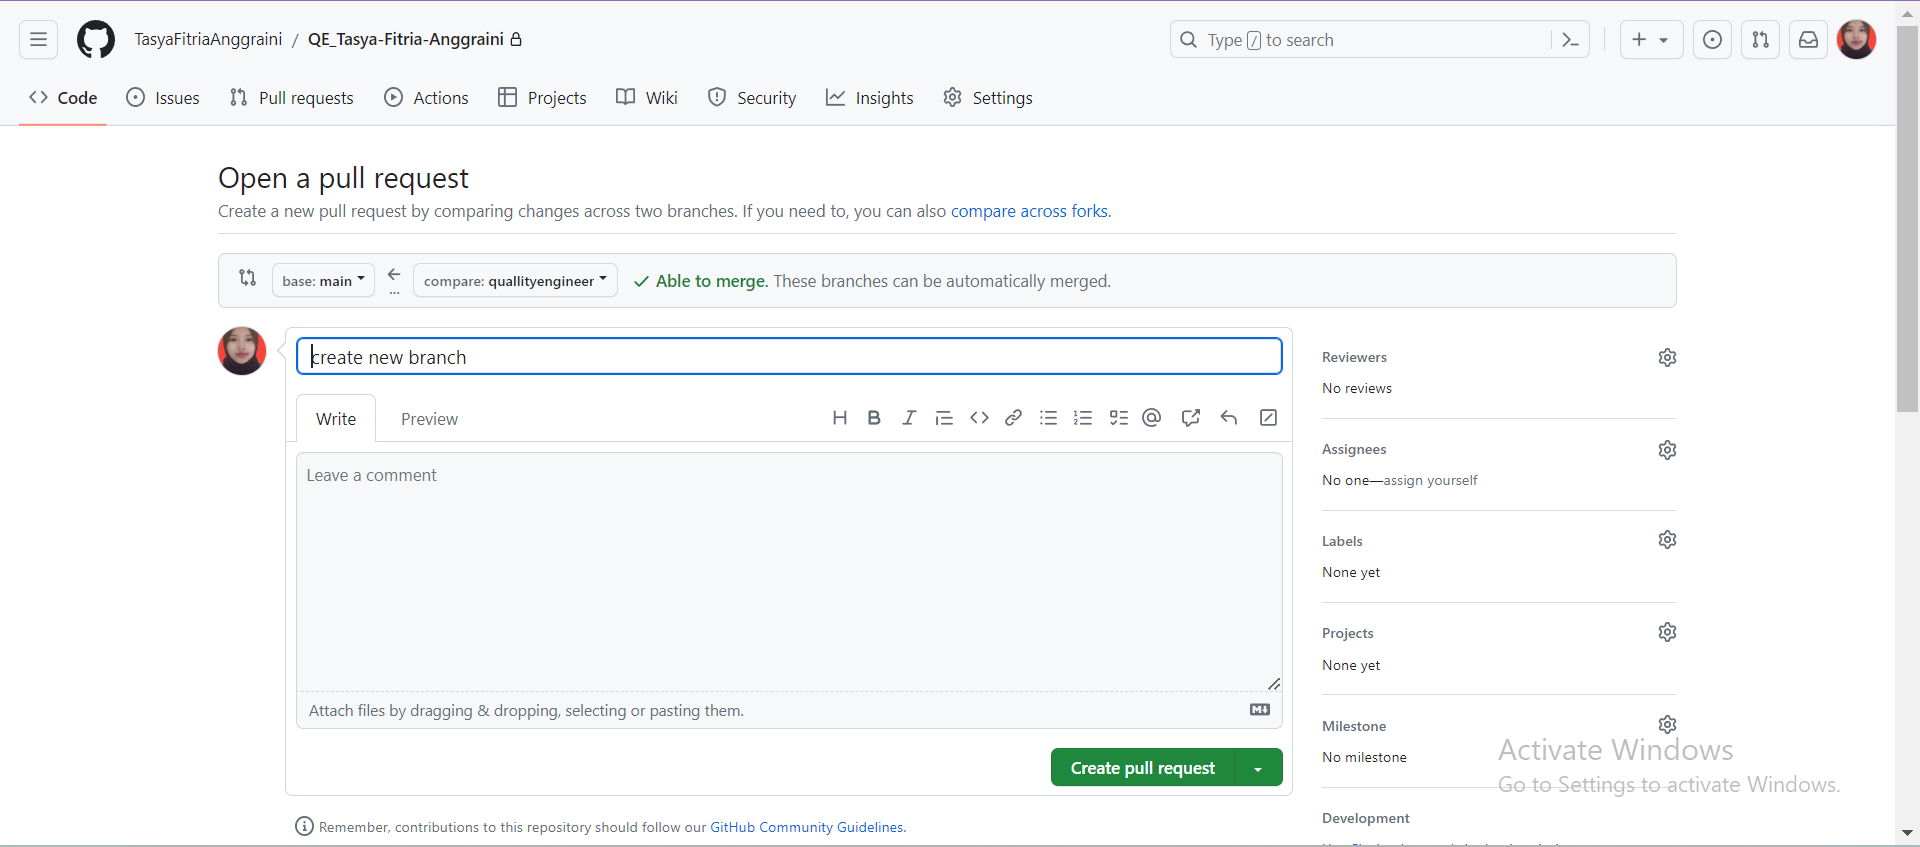 TasyaFitriaAnggraini / QE_Tasya-Fitria-Anggraini
Type / to search
Code Issues Pull requests Actions Projects Wiki Security Insights Settings
Open a pull request
Create a new pull request by comparing changes across two branches. If you need to, you can also compare across forks.
base: main ... compare: quallityengineer Able to merge. These branches can be automatically merged.
create new branch
Write Preview
Leave a comment
Attach files by dragging & dropping, selecting or pasting them.
Create pull request
Remember, contributions to this repository should follow our GitHub Community Guidelines.
Reviewers
No reviews
Assignees
No one—assign yourself
Labels
None yet
Projects
None yet
Milestone
No milestone
Development
Activate Windows
Go to Settings to activate Windows.